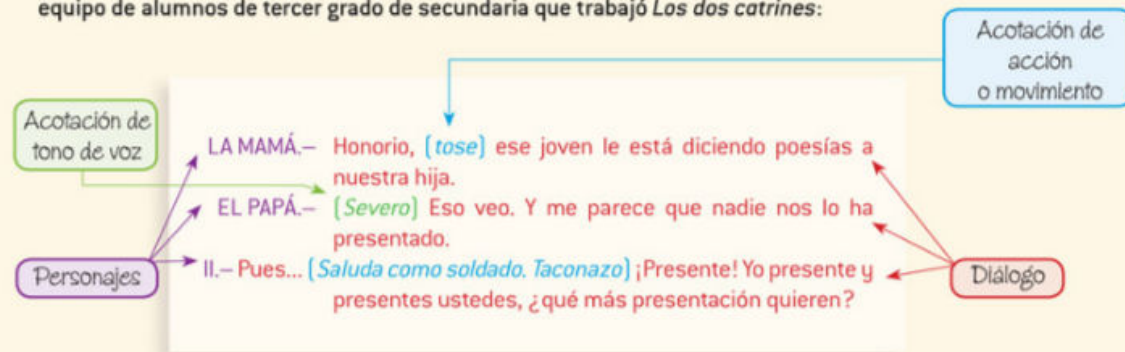 equipo de alumnos de tercer grado de secundaria que trabajó Los dos catrines:
Acotación de
acción
o movimiento
Acotación de
tono de voz
LA MAMÁ.– Honorio, (tose) ese joven le está diciendo poesías a
nuestra hija.
EL PAPÁ.– (Severo) Eso veo. Y me parece que nadie nos lo ha
presentado.
Personajes
II.– Pues... (Saluda como soldado. Taconazo) ¡Presente! Yo presente y
presentes ustedes, ¿qué más presentación quieren?
Diálogo